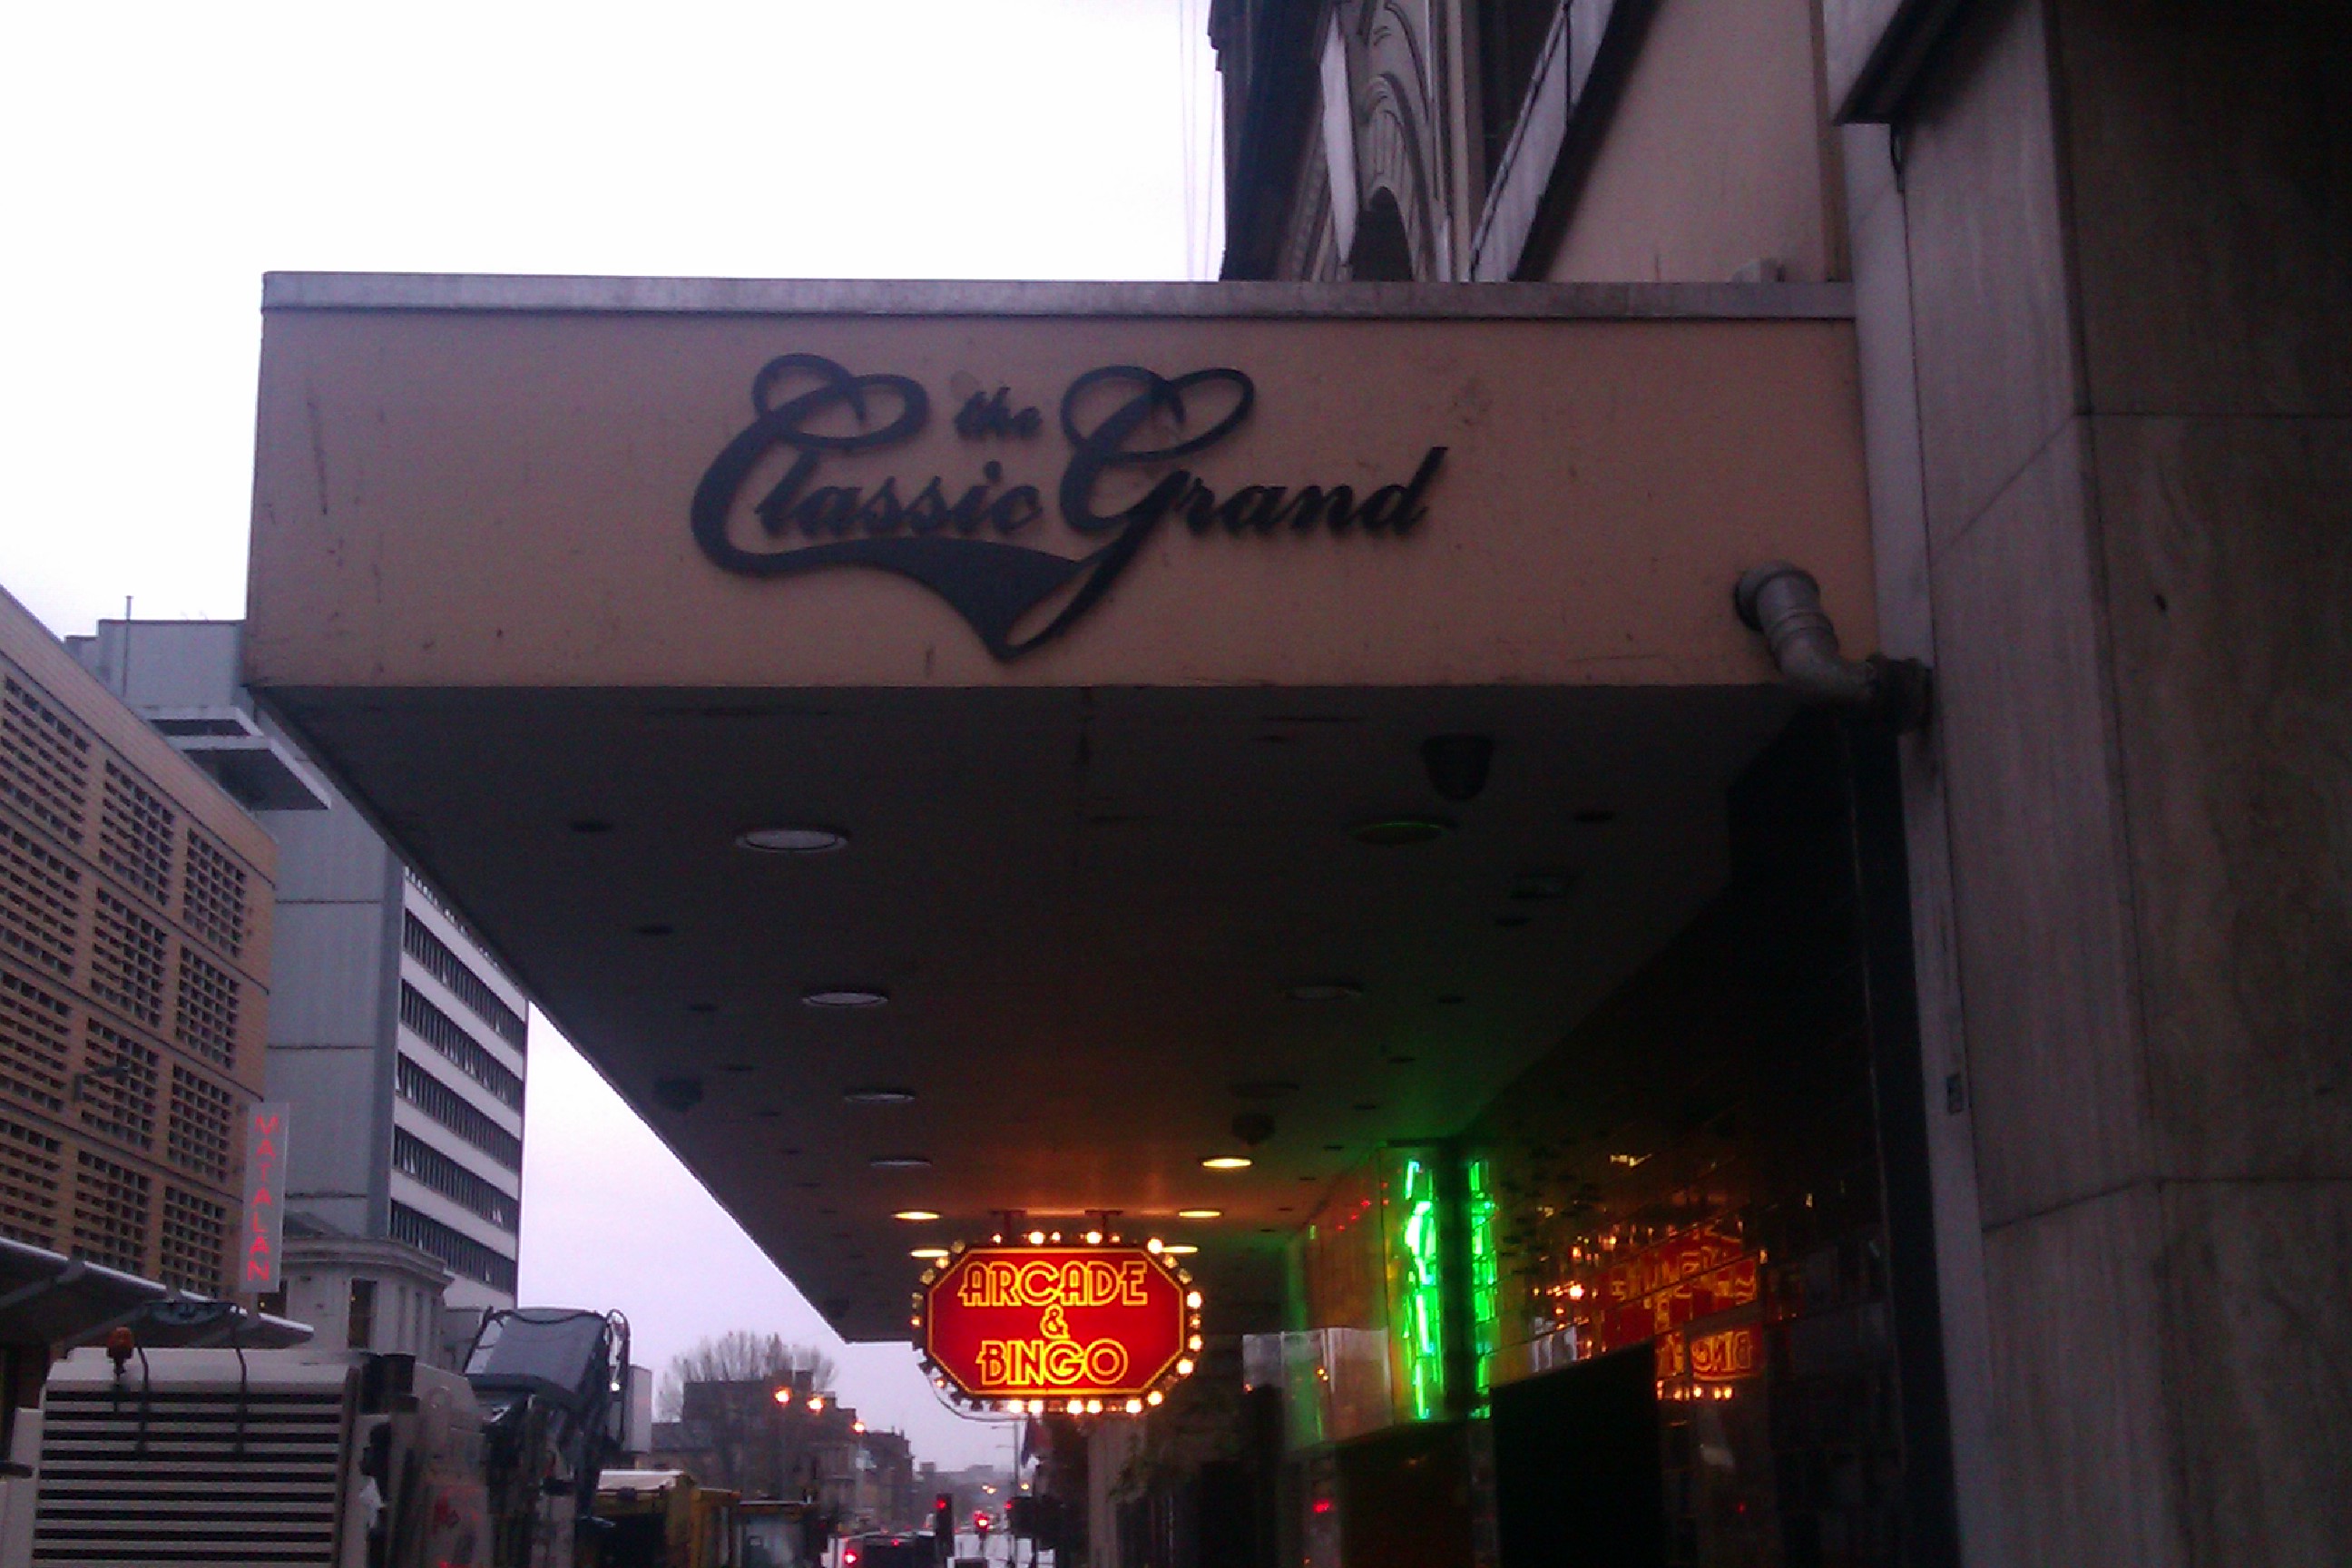 the
Classic Grand
MATALAN
ARCADE
&
BINGO